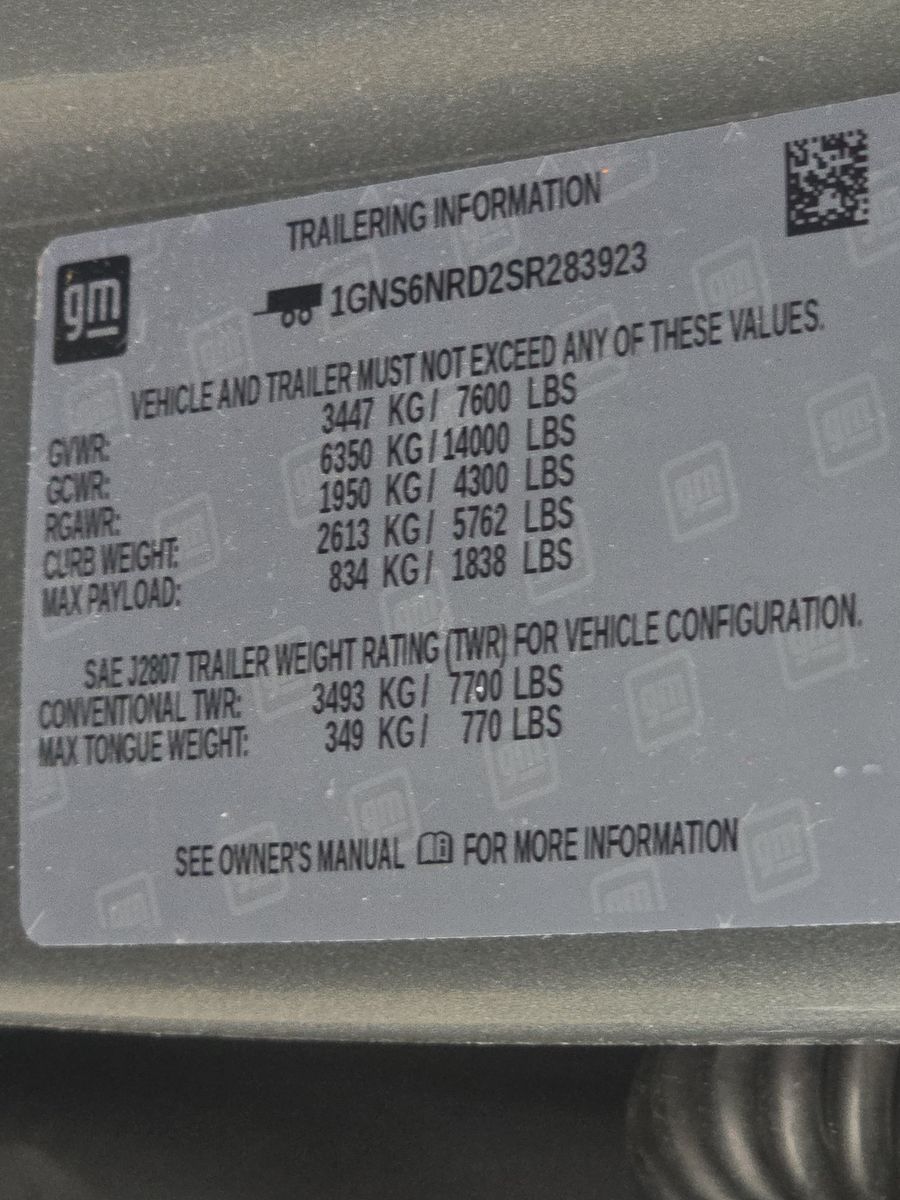 TRAILERING INFORMATION
gm
1GNS6NRD2SR283923
VEHICLE AND TRAILER MUST NOT EXCEED ANY OF THESE VALUES.
GVWR: 3447 KG / 7600 LBS
GCWR: 6350 KG / 14000 LBS
RGAWR: 1950 KG / 4300 LBS
CURB WEIGHT: 2613 KG / 5762 LBS
MAX PAYLOAD: 834 KG / 1838 LBS
SAE J2807 TRAILER WEIGHT RATING (TWR) FOR VEHICLE CONFIGURATION.
CONVENTIONAL TWR: 3493 KG / 7700 LBS
MAX TONGUE WEIGHT: 349 KG / 770 LBS
SEE OWNER'S MANUAL FOR MORE INFORMATION